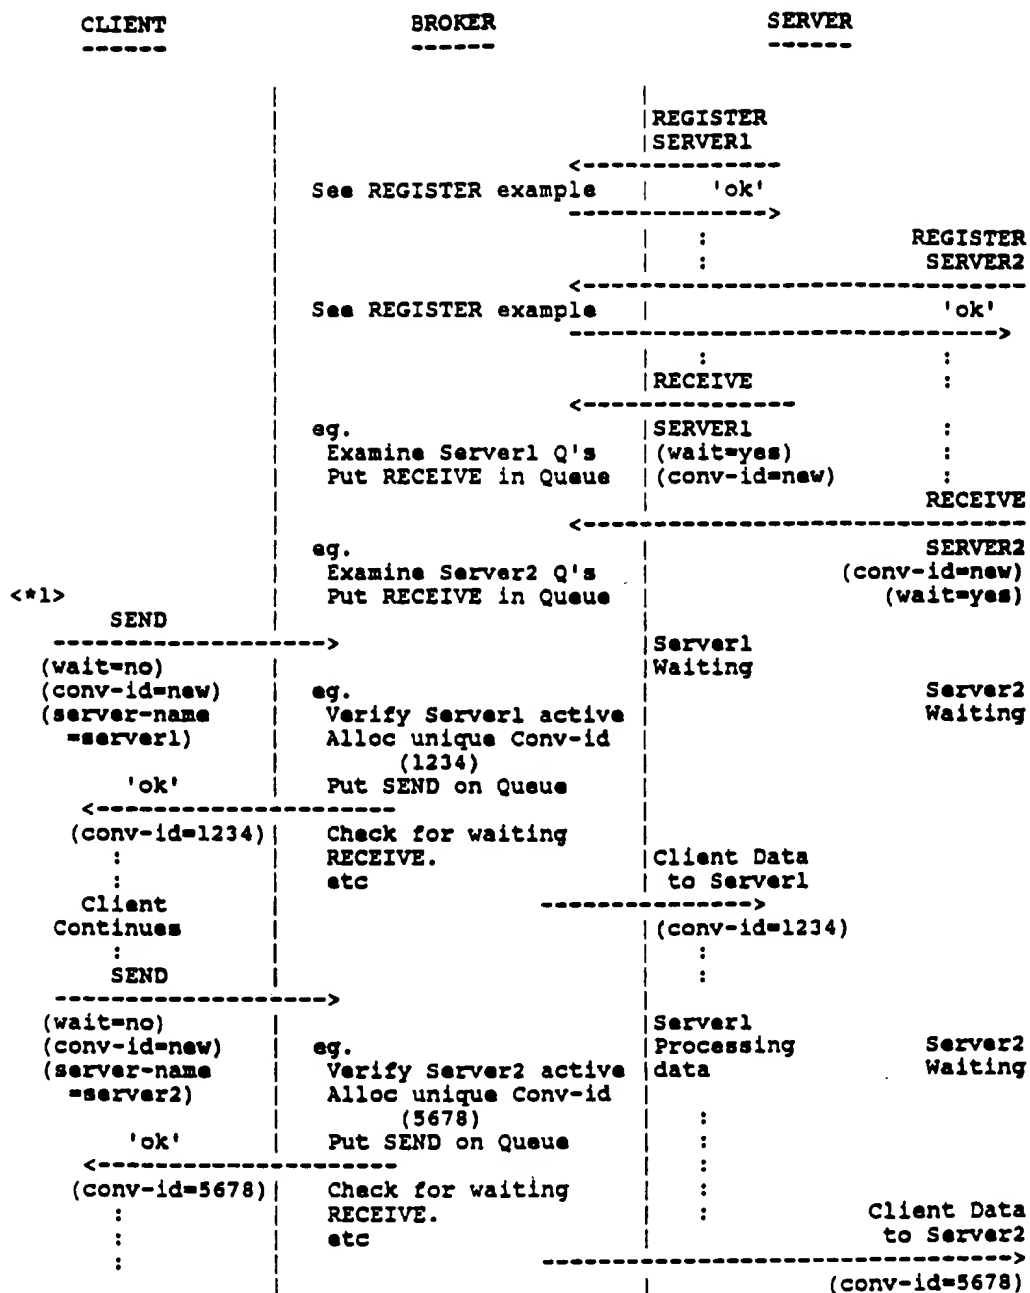 CLIENT BROKER SERVER
------ ------ ------
REGISTER
SERVER1
<---------------
See REGISTER example 'ok'
-------------->
: REGISTER
: SERVER2
<-------------------------------
See REGISTER example 'ok'
------------------------------>
: :
RECEIVE :
<----------------
eg. SERVER1 :
Examine Server1 Q's (wait=yes) :
Put RECEIVE in Queue (conv-id=new) :
RECEIVE
<-------------------------------
eg. SERVER2
Examine Server2 Q's (conv-id=new)
<*1> Put RECEIVE in Queue (wait=yes)
SEND
-------------------> Server1
(wait=no) Waiting
(conv-id=new) eg. Server2
(server-name Verify Server1 active Waiting
=server1) Alloc unique Conv-id
(1234)
'ok' Put SEND on Queue
<---------------------
(conv-id=1234) Check for waiting
: RECEIVE. Client Data
: etc to Server1
Client --------------->
Continues (conv-id=1234)
: :
SEND :
------------------->
(wait=no) Server1
(conv-id=new) eg. Processing Server2
(server-name Verify Server2 active data Waiting
=server2) Alloc unique Conv-id
(5678) :
'ok' Put SEND on Queue :
<--------------------- :
(conv-id=5678) Check for waiting :
: RECEIVE. : Client Data
: etc to Server2
: --------------------------------->
(conv-id=5678)